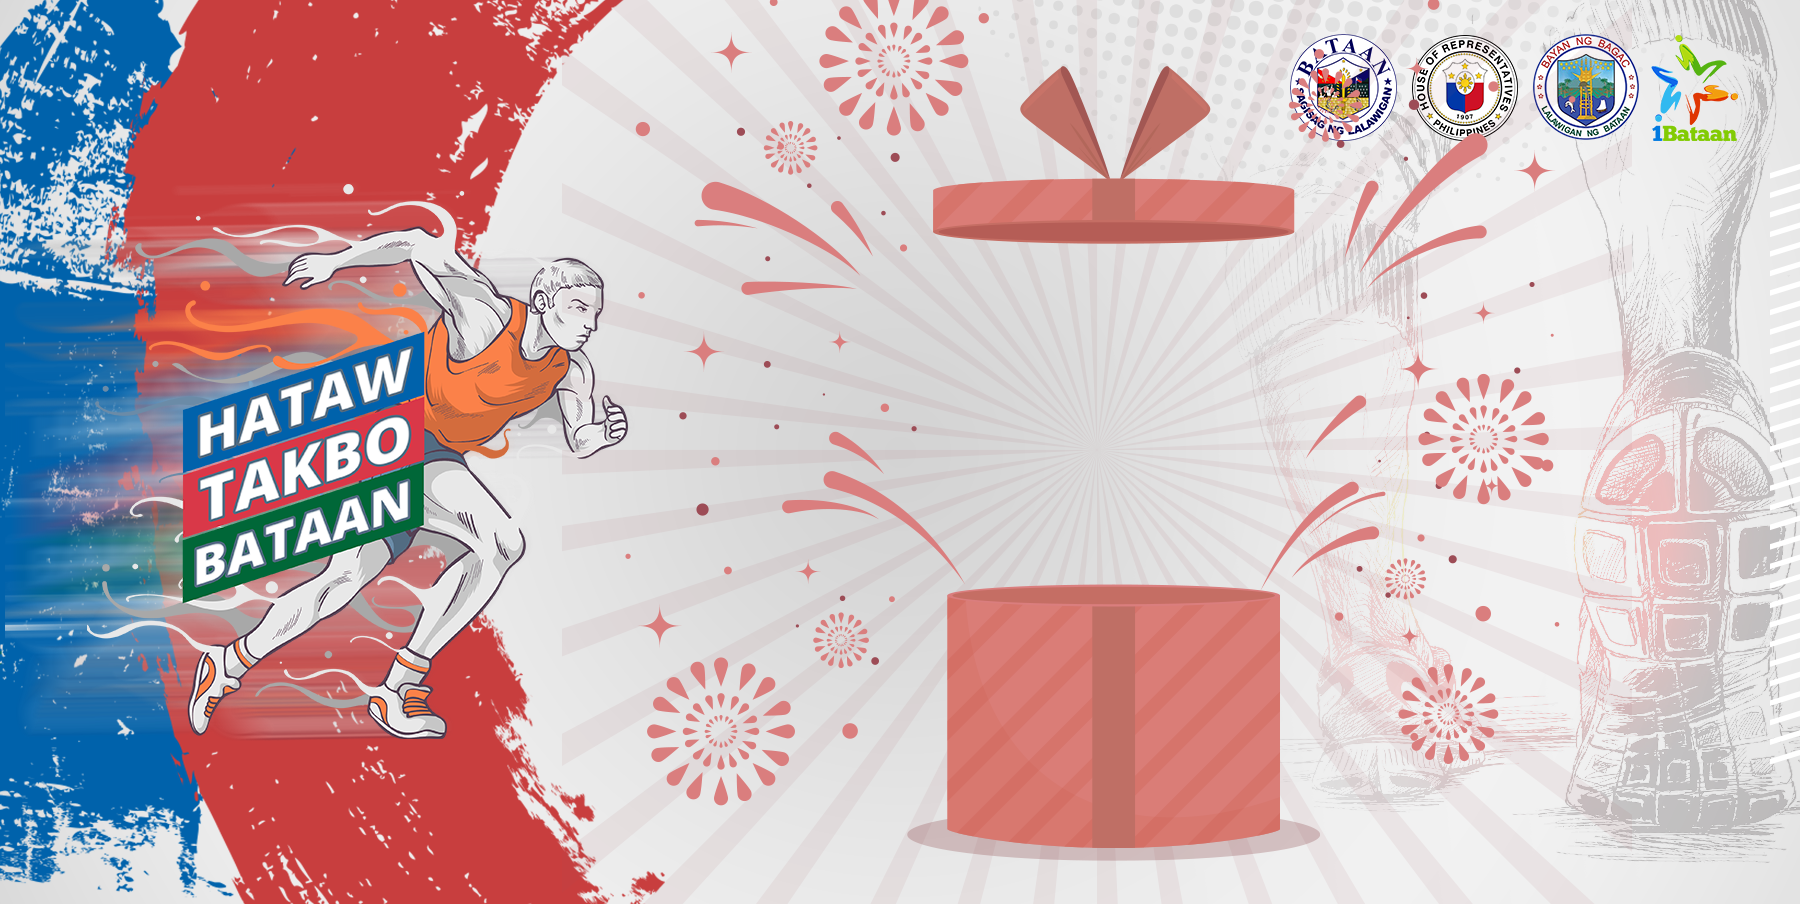 HATAW
TAKBO
BATAAN
BATAAN
SAGISAG NG LALAWIGAN
HOUSE OF REPRESENTATIVES
1907
PHILIPPINES
BAYAN NG BAGAC
LALAWIGAN NG BATAAN
1Bataan